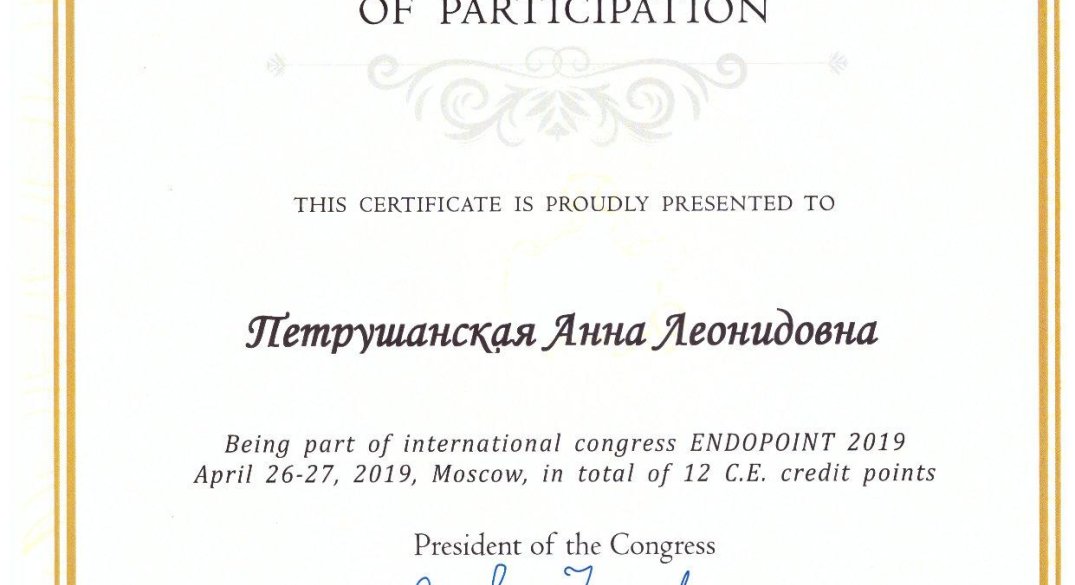 OF PARTICIPATION
THIS CERTIFICATE IS PROUDLY PRESENTED TO
Петрушанская Анна Леонидовна
Being part of international congress ENDOPOINT 2019
April 26-27, 2019, Moscow, in total of 12 C.E. credit points
President of the Congress